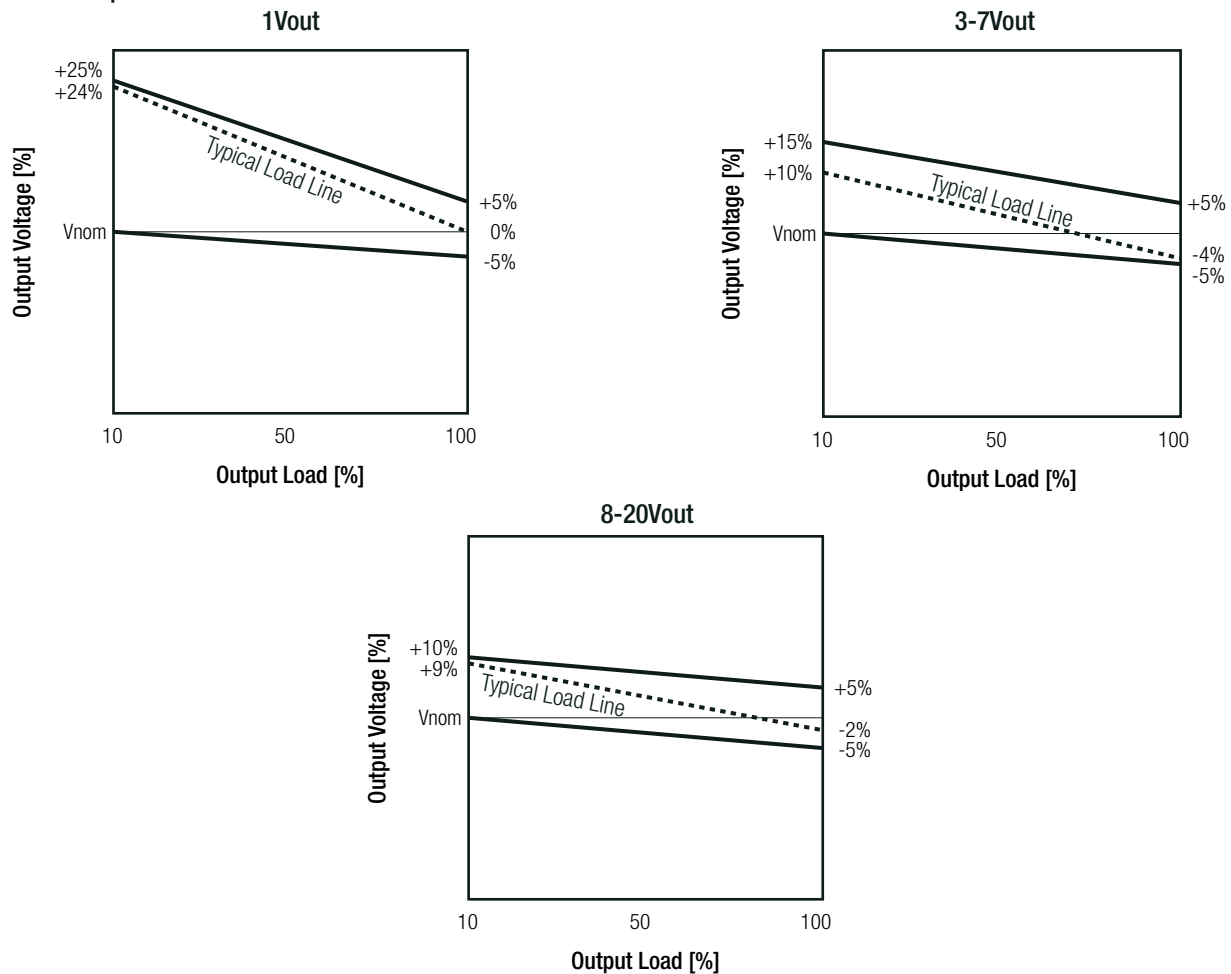 1Vout
+25%
+24%
Typical Load Line
Vnom
+5%
0%
-5%
Output Voltage [%]
10 50 100
Output Load [%]
3-7Vout
+15%
+10%
Typical Load Line
Vnom
+5%
-4%
-5%
Output Voltage [%]
10 50 100
Output Load [%]
8-20Vout
+10%
+9%
Typical Load Line
Vnom
+5%
-2%
-5%
Output Voltage [%]
10 50 100
Output Load [%]